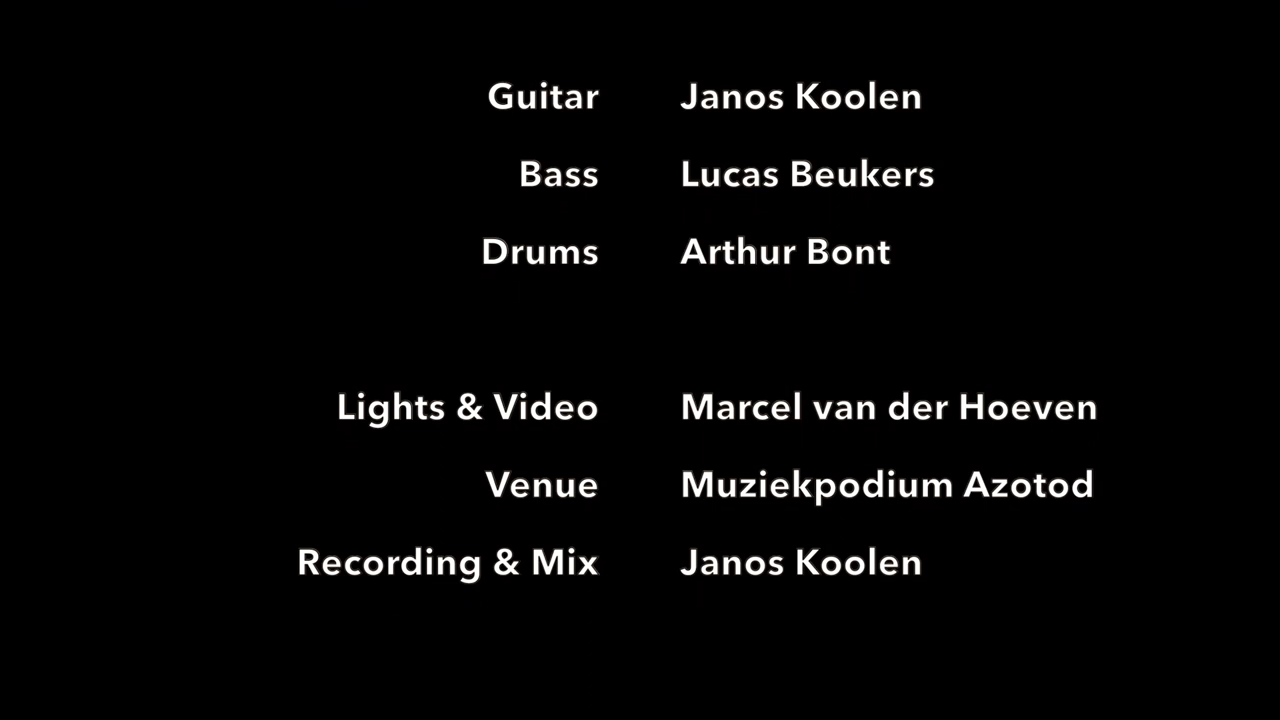 Guitar Janos Koolen
Bass Lucas Beukers
Drums Arthur Bont
Lights & Video Marcel van der Hoeven
Venue Muziekpodium Azotod
Recording & Mix Janos Koolen